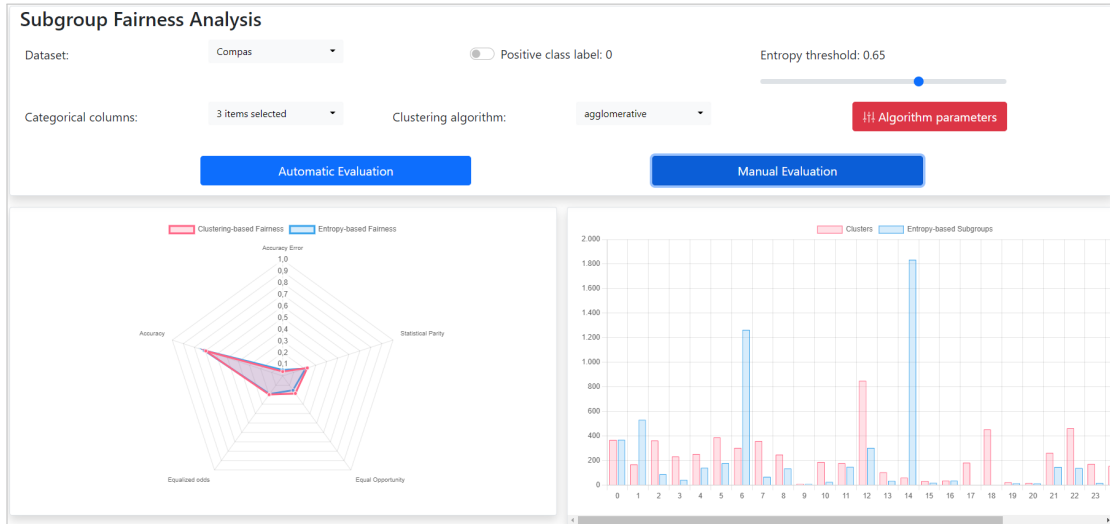 Subgroup Fairness Analysis
Dataset: Compas Positive class label: 0 Entropy threshold: 0.65
Categorical columns: 3 items selected Clustering algorithm: agglomerative Algorithm parameters
Automatic Evaluation Manual Evaluation
Clustering-based Fairness Entropy-based Fairness
Accuracy Error
1,0
0,9
0,8
0,7
0,6
0,5
0,4
0,3
0,2
0,1
Accuracy Statistical Parity
Equalized odds Equal Opportunity
Clusters Entropy-based Subgroups
2.000
1.800
1.600
1.400
1.200
1.000
800
600
400
200
0
0 1 2 3 4 5 6 7 8 9 10 11 12 13 14 15 16 17 18 19 20 21 22 23